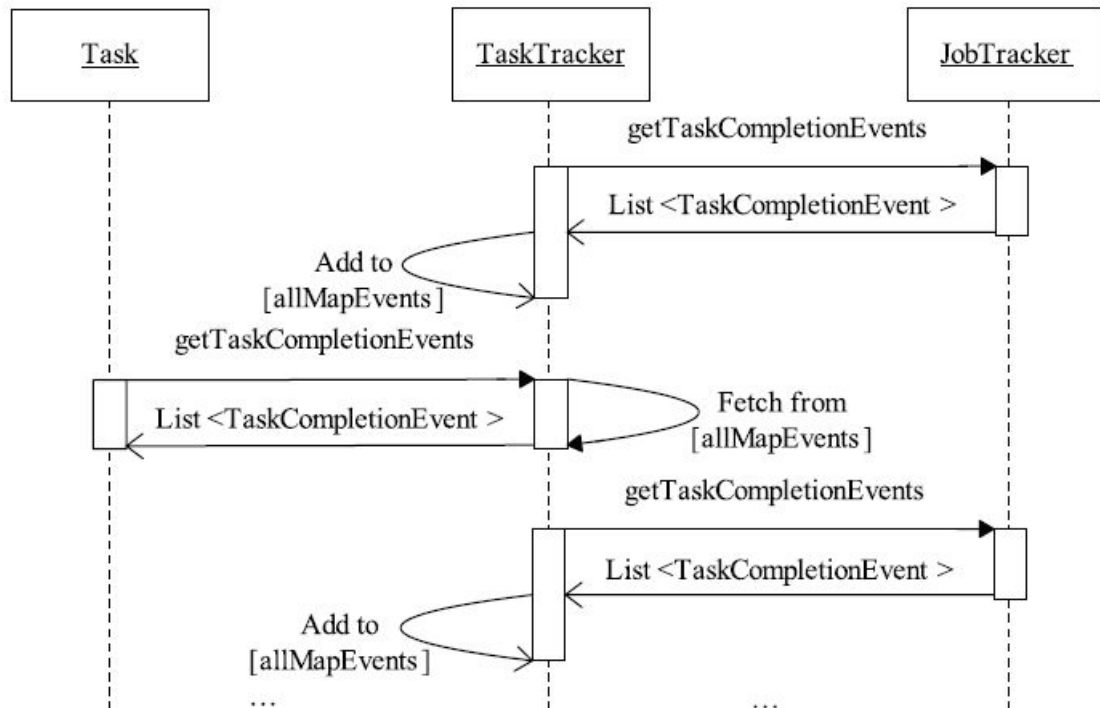 Task
TaskTracker
JobTracker
getTaskCompletionEvents
List <TaskCompletionEvent >
Add to
[allMapEvents]
getTaskCompletionEvents
List <TaskCompletionEvent >
Fetch from
[allMapEvents]
getTaskCompletionEvents
List <TaskCompletionEvent >
Add to
[allMapEvents]
...
...